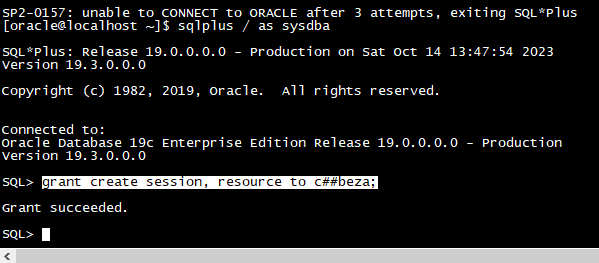 SP2-0157: unable to CONNECT to ORACLE after 3 attempts, exiting SQL*Plus
[oracle@localhost ~]$ sqlplus / as sysdba
SQL*Plus: Release 19.0.0.0.0 - Production on Sat Oct 14 13:47:54 2023
Version 19.3.0.0.0
Copyright (c) 1982, 2019, Oracle.  All rights reserved.
Connected to:
Oracle Database 19c Enterprise Edition Release 19.0.0.0.0 - Production
Version 19.3.0.0.0
SQL> grant create session, resource to c##beza;
Grant succeeded.
SQL>